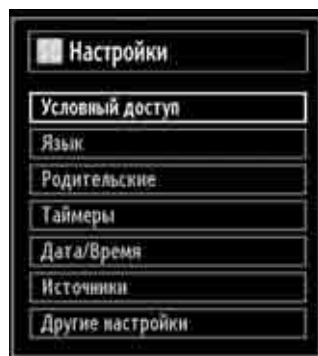 Настройки
Условный доступ
Язык
Родительские
Таймеры
Дата/Время
Источники
Другие настройки